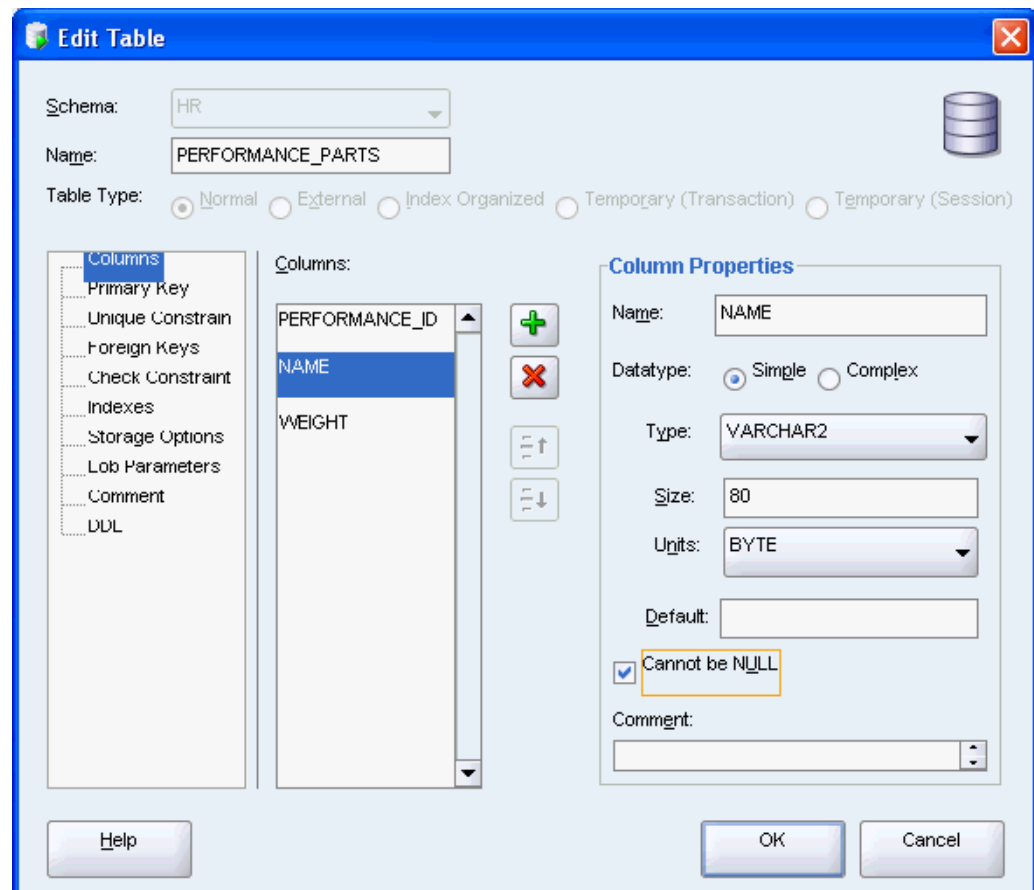 Edit Table
Schema: HR
Name: PERFORMANCE_PARTS
Table Type: Normal External Index Organized Temporary (Transaction) Temporary (Session)
Columns
Primary Key
Unique Constrain
Foreign Keys
Check Constraint
Indexes
Storage Options
Lob Parameters
Comment
DDL
Columns:
PERFORMANCE_ID
NAME
WEIGHT
Column Properties
Name: NAME
Datatype: Simple Complex
Type: VARCHAR2
Size: 80
Units: BYTE
Default:
Cannot be NULL
Comment:
Help
OK
Cancel